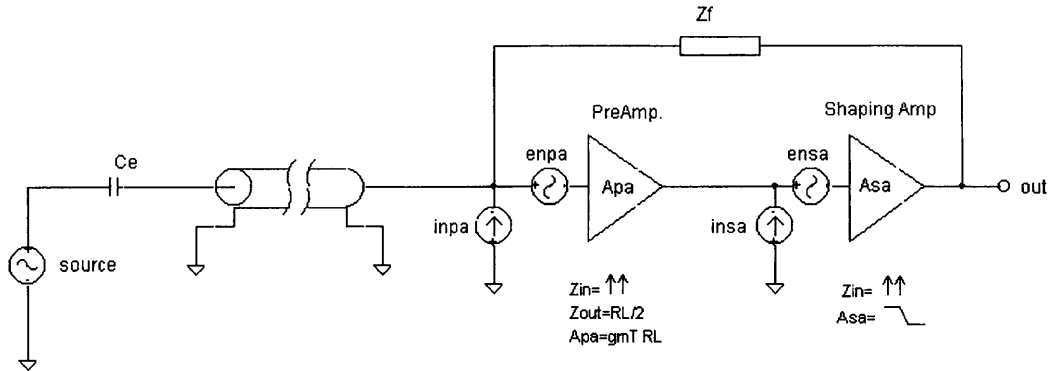 Zf
PreAmp.
Shaping Amp
Ce
enpa
ensa
Apa
Asa
out
inpa
insa
source
Zin= ↑↑
Zout=RL/2
Apa=gmT RL
Zin= ↑↑
Asa=